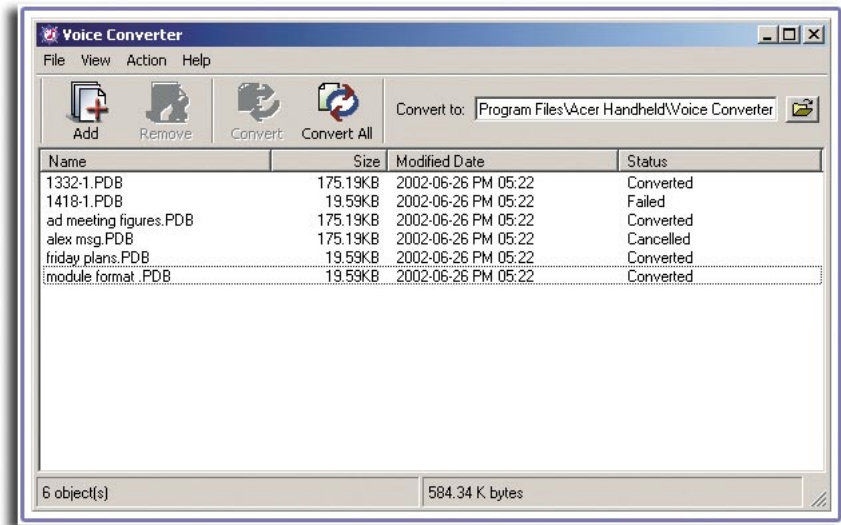 Voice Converter
File View Action Help
Add Remove Convert Convert All Convert to: Program Files\Acer Handheld\Voice Converter
Name Size Modified Date Status
1332-1.PDB 175.19KB 2002-06-26 PM 05:22 Converted
1418-1.PDB 19.59KB 2002-06-26 PM 05:22 Failed
ad meeting figures.PDB 175.19KB 2002-06-26 PM 05:22 Converted
alex msg.PDB 175.19KB 2002-06-26 PM 05:22 Cancelled
friday plans.PDB 19.59KB 2002-06-26 PM 05:22 Converted
module format .PDB 19.59KB 2002-06-26 PM 05:22 Converted
6 object(s) 584.34 K bytes